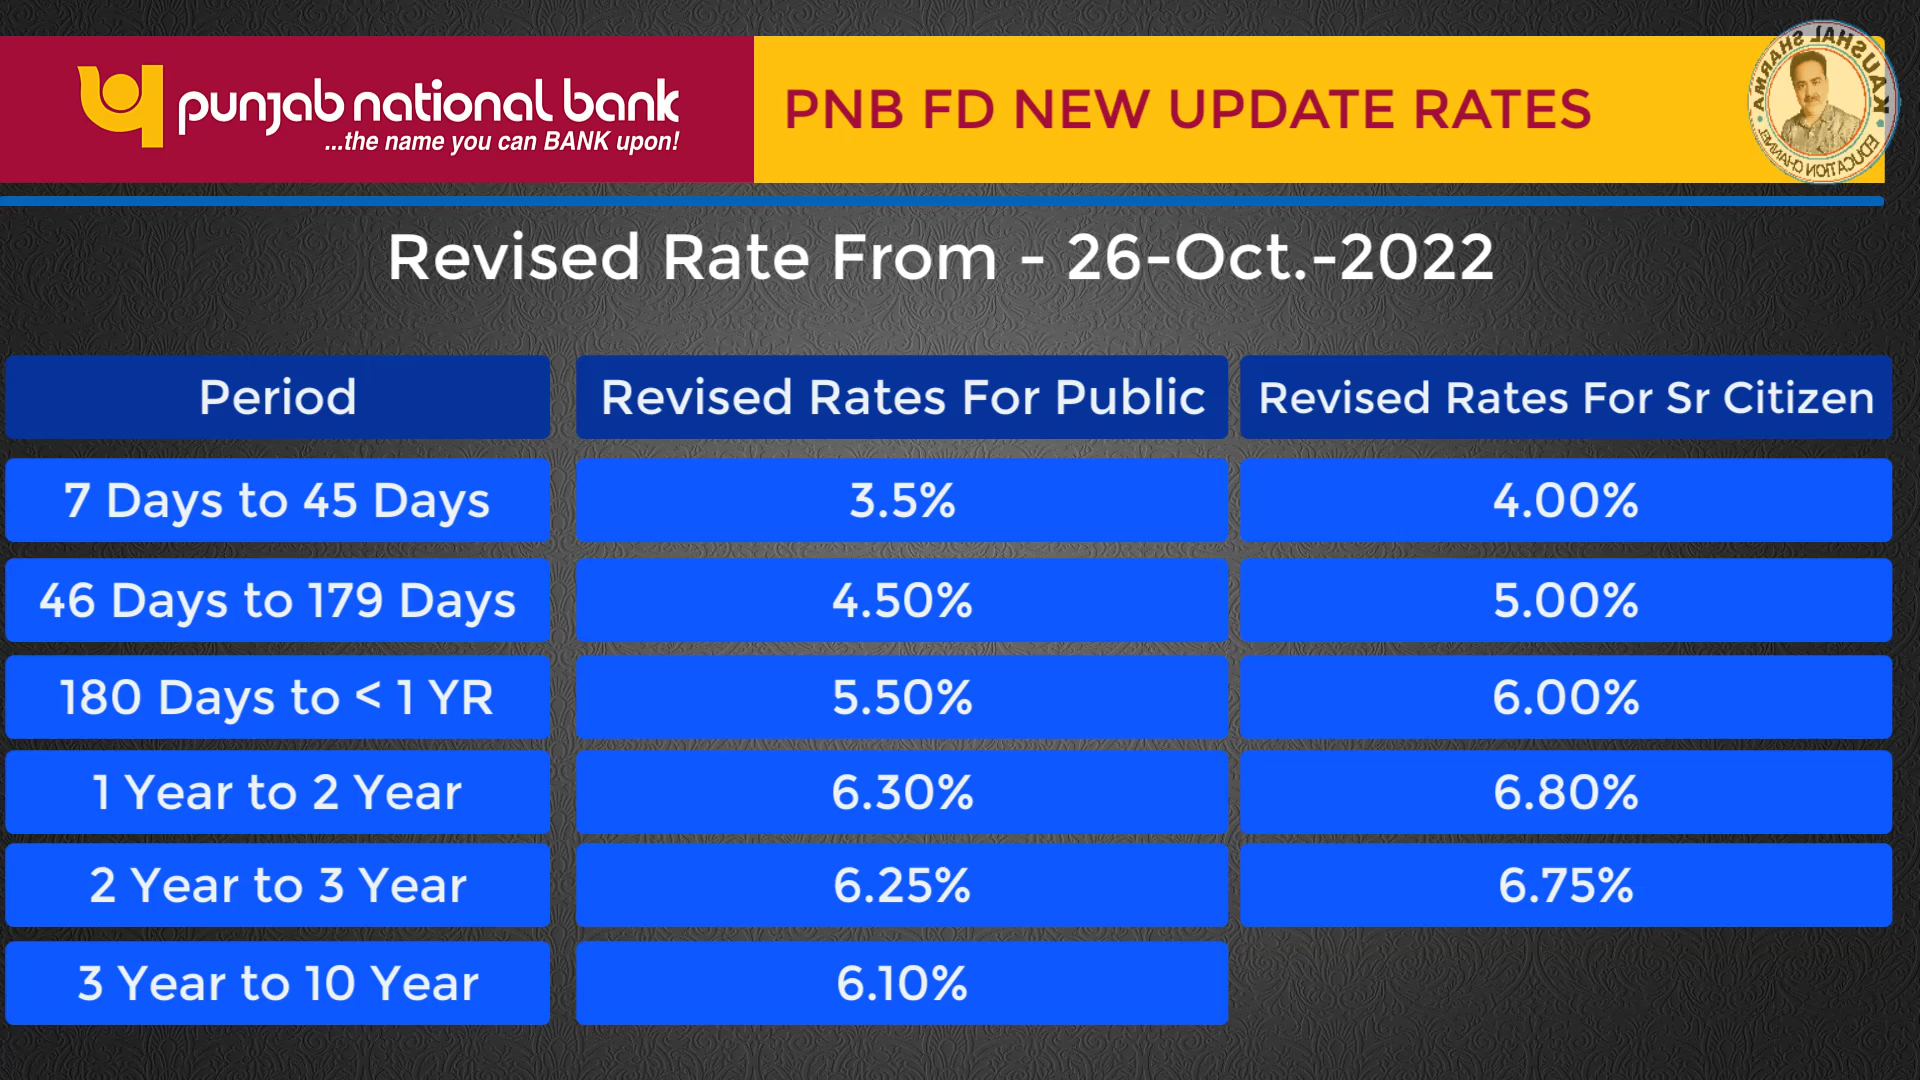 punjab national bank
...the name you can BANK upon!
PNB FD NEW UPDATE RATES
KAUSHAL SHARMA
EDUCATION CHANNEL
Revised Rate From - 26-Oct.-2022
Period Revised Rates For Public Revised Rates For Sr Citizen
7 Days to 45 Days 3.5% 4.00%
46 Days to 179 Days 4.50% 5.00%
180 Days to < 1 YR 5.50% 6.00%
1 Year to 2 Year 6.30% 6.80%
2 Year to 3 Year 6.25% 6.75%
3 Year to 10 Year 6.10%